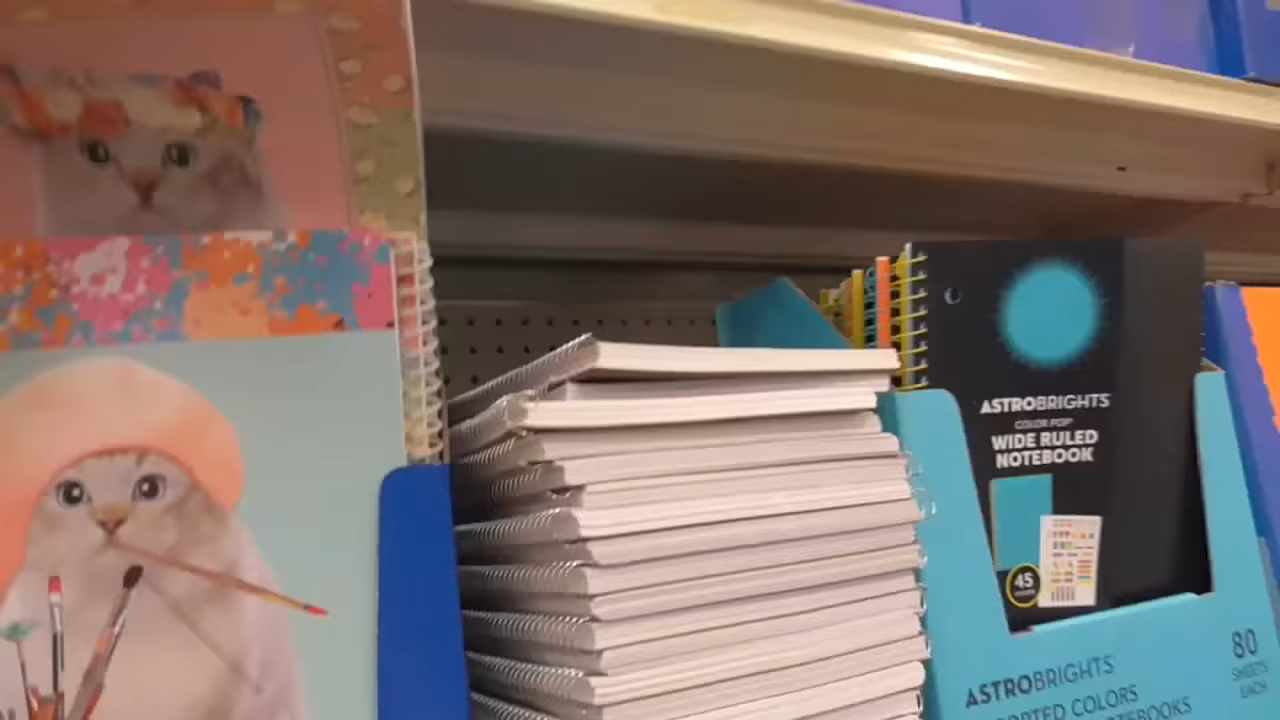 ASTROBRIGHTS
COLOR POP
WIDE RULED
NOTEBOOK
45
ASTROBRIGHTS
80
SHEETS
EACH